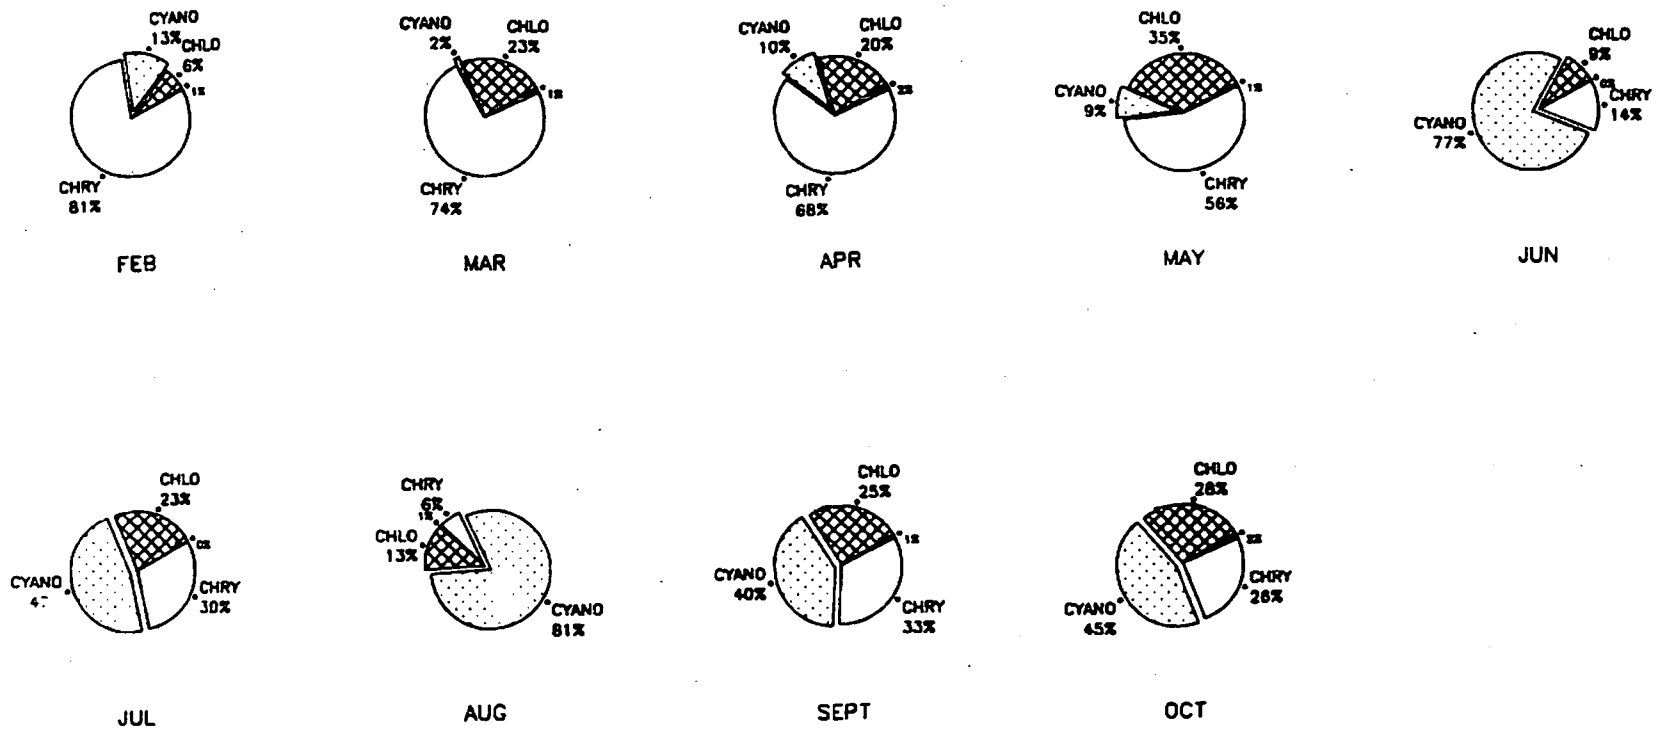 CYANO
13%
CHLO
6%
1%
CHRY
81%
FEB
CYANO
2%
CHLO
23%
1%
CHRY
74%
MAR
CYANO
10%
CHLO
20%
2%
CHRY
68%
APR
CHLO
35%
1%
CYANO
9%
CHRY
56%
MAY
CHLO
9%
0%
CHRY
14%
CYANO
77%
JUN
CHLO
23%
0%
CYANO
CHRY
30%
JUL
CHRY
6%
1%
CHLO
13%
CYANO
81%
AUG
CHLO
25%
1%
CYANO
40%
CHRY
33%
SEPT
CHLO
28%
2%
CYANO
45%
CHRY
26%
OCT